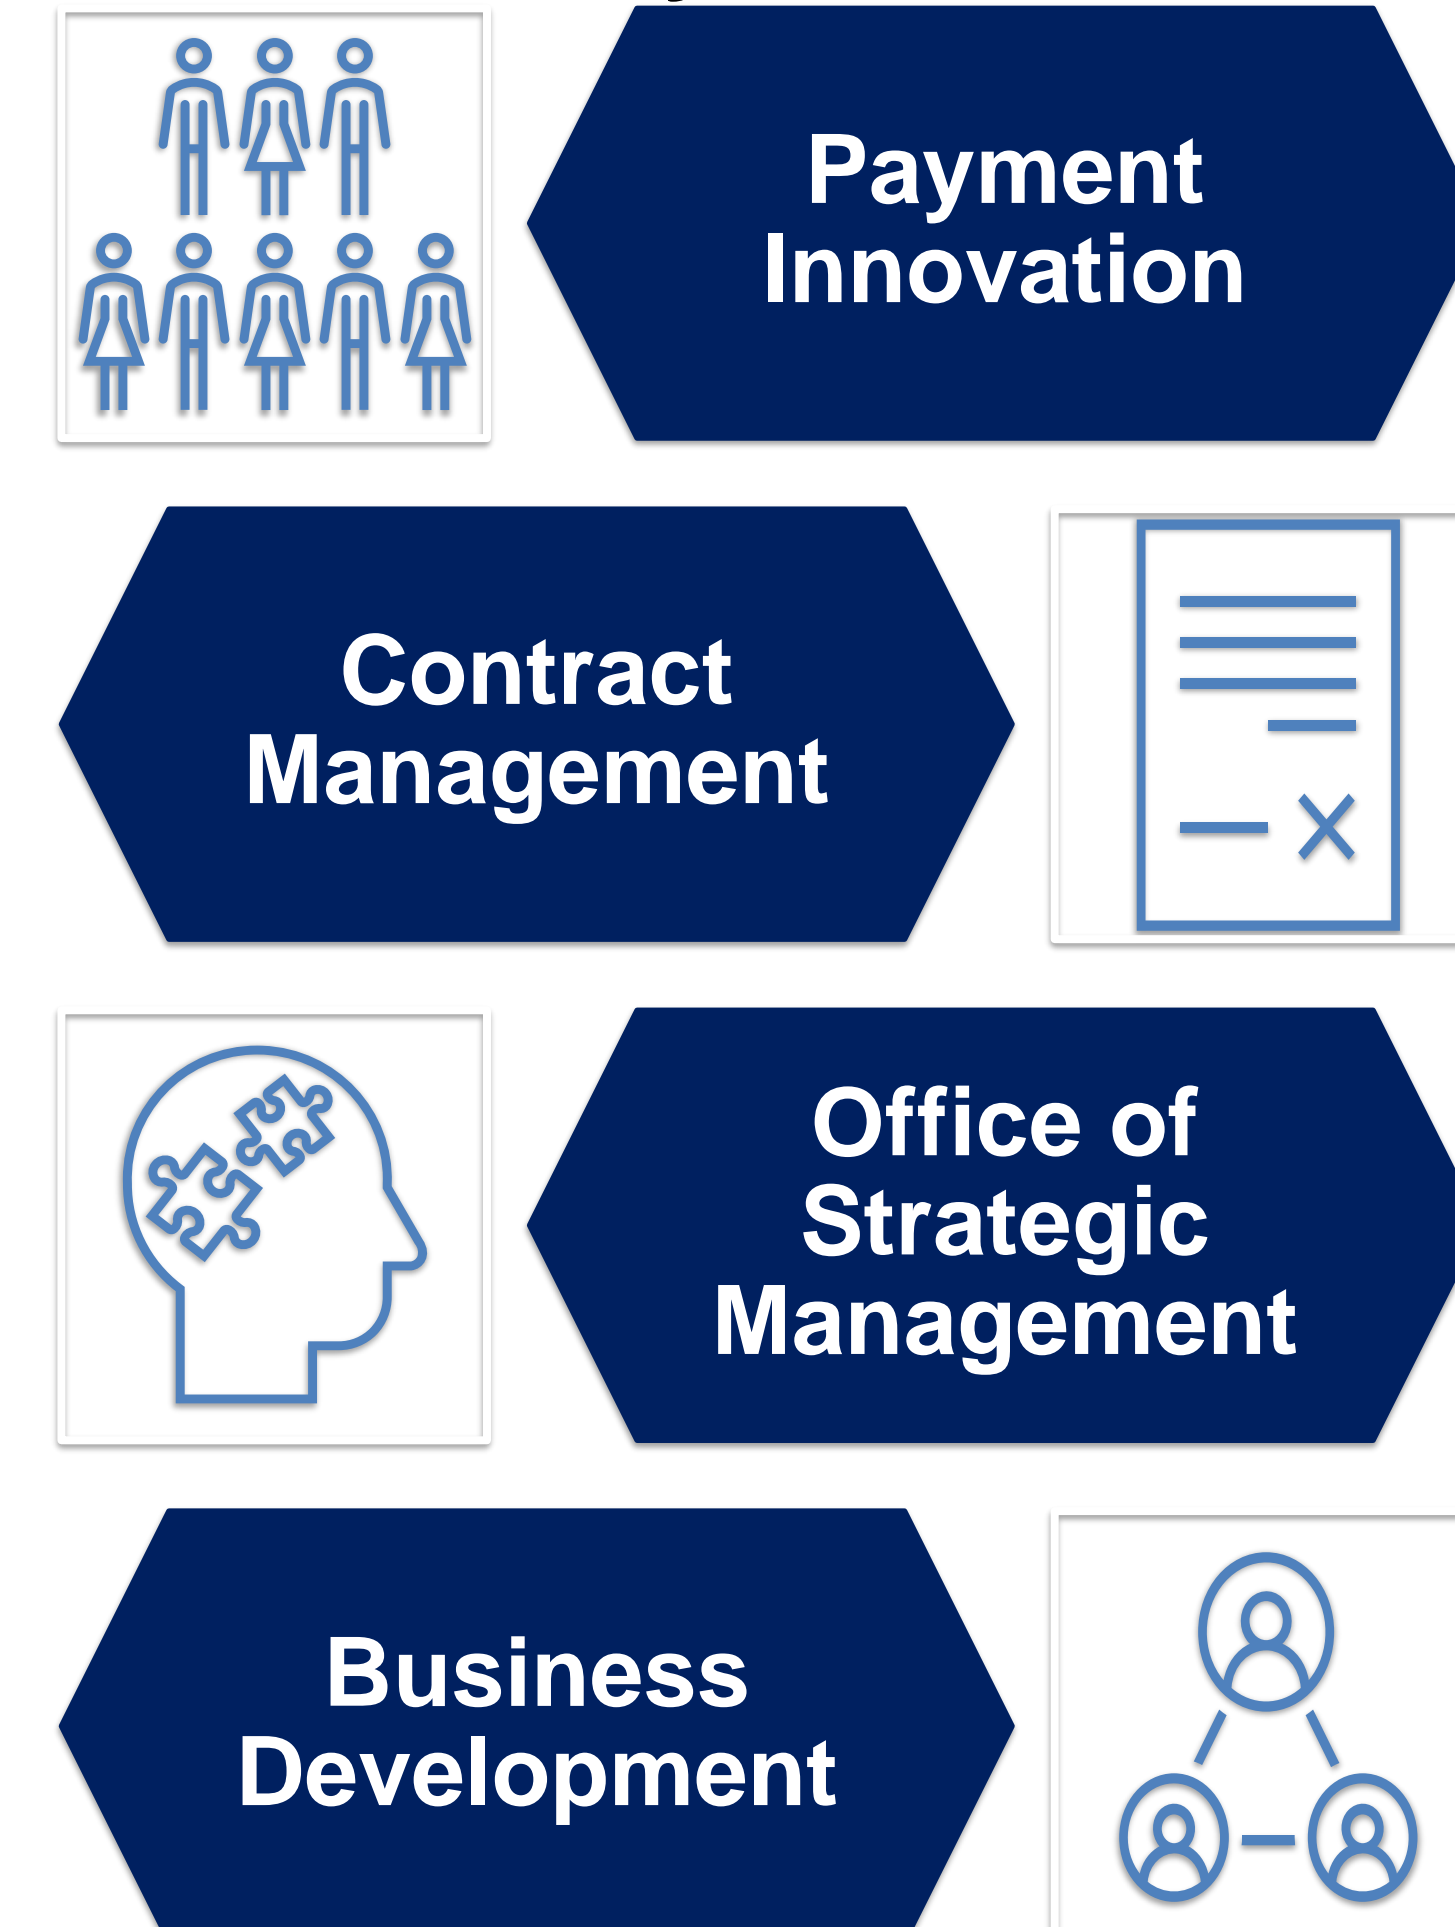 Payment
Innovation
Contract
Management
Office of
Strategic
Management
Business
Development